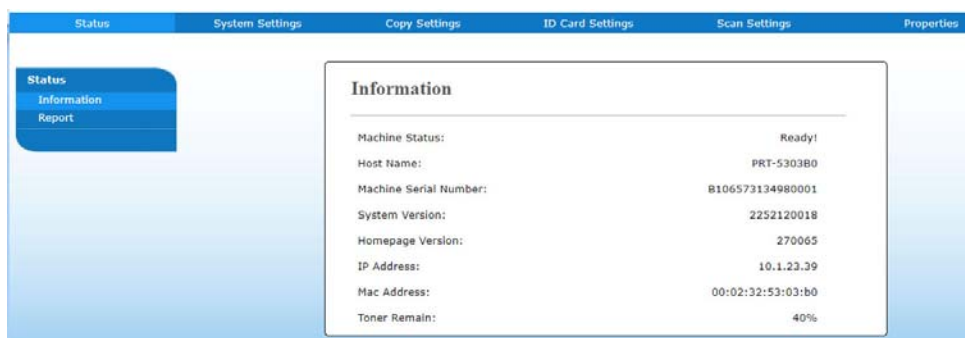 Status System Settings Copy Settings ID Card Settings Scan Settings Properties
Status
Information
Report
Information
Machine Status: Ready!
Host Name: PRT-5303B0
Machine Serial Number: B106573134980001
System Version: 2252120018
Homepage Version: 270065
IP Address: 10.1.23.39
Mac Address: 00:02:32:53:03:b0
Toner Remain: 40%